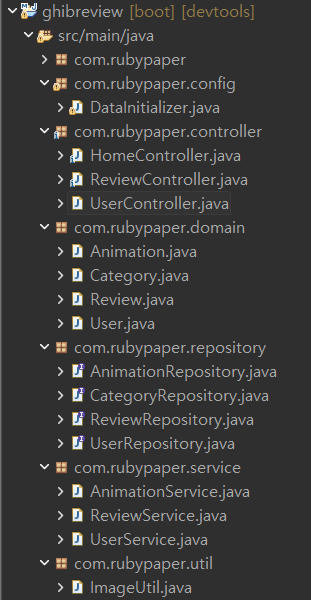 ghibreview [boot] [devtools]
src/main/java
com.rubypaper
com.rubypaper.config
DataInitializer.java
com.rubypaper.controller
HomeController.java
ReviewController.java
UserController.java
com.rubypaper.domain
Animation.java
Category.java
Review.java
User.java
com.rubypaper.repository
AnimationRepository.java
CategoryRepository.java
ReviewRepository.java
UserRepository.java
com.rubypaper.service
AnimationService.java
ReviewService.java
UserService.java
com.rubypaper.util
ImageUtil.java